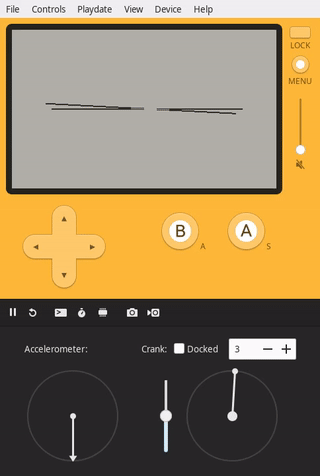 File Controls Playdate View Device Help
LOCK
MENU
B A
A S
Accelerometer: Crank: Docked 3 − +